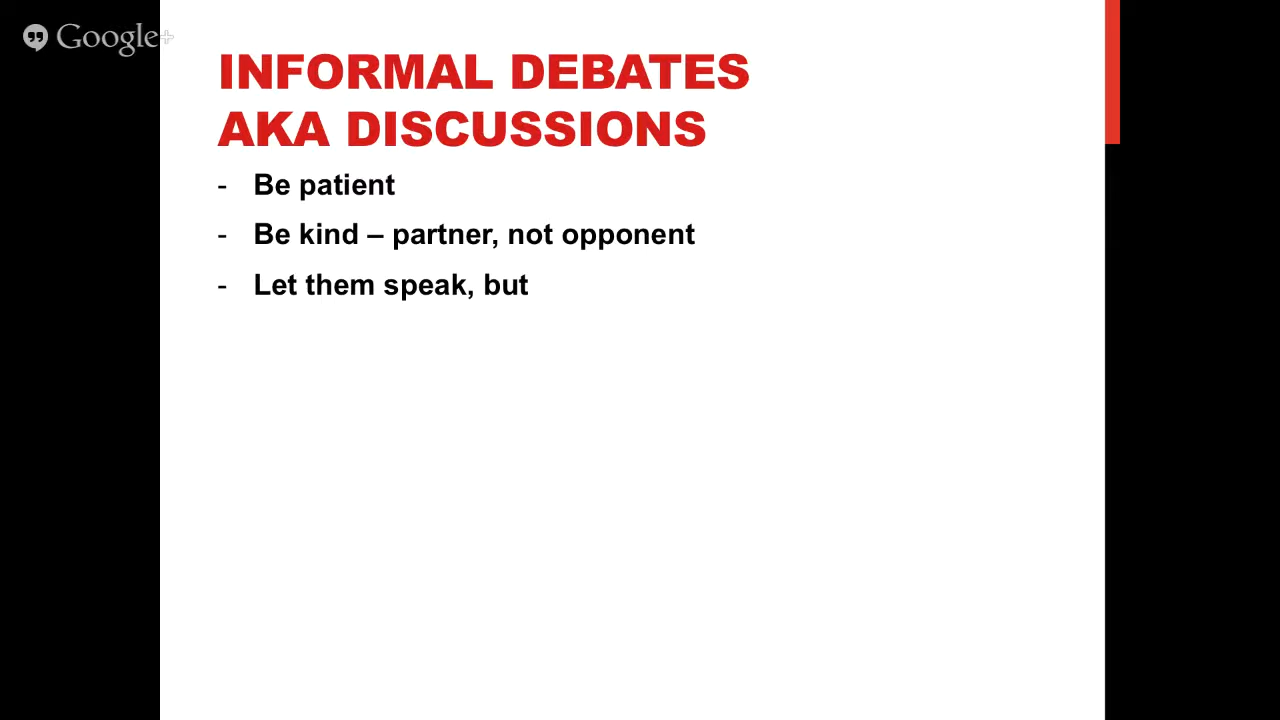 Google+
INFORMAL DEBATES
AKA DISCUSSIONS
- Be patient
- Be kind – partner, not opponent
- Let them speak, but